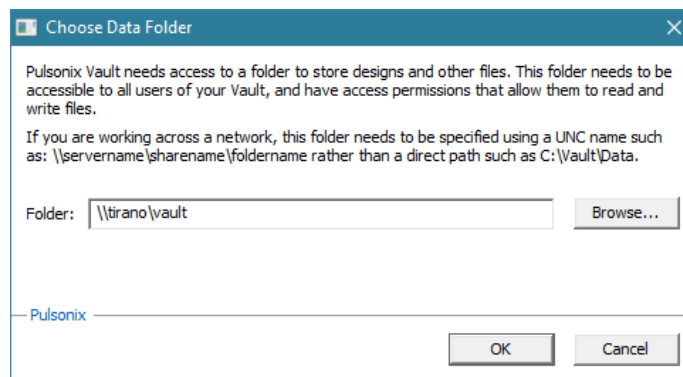 Choose Data Folder
Pulsonix Vault needs access to a folder to store designs and other files. This folder needs to be
accessible to all users of your Vault, and have access permissions that allow them to read and
write files.
If you are working across a network, this folder needs to be specified using a UNC name such
as: \\servername\sharename\foldername rather than a direct path such as C:\Vault\Data.
Folder: \\tirano\vault Browse...
Pulsonix
OK Cancel